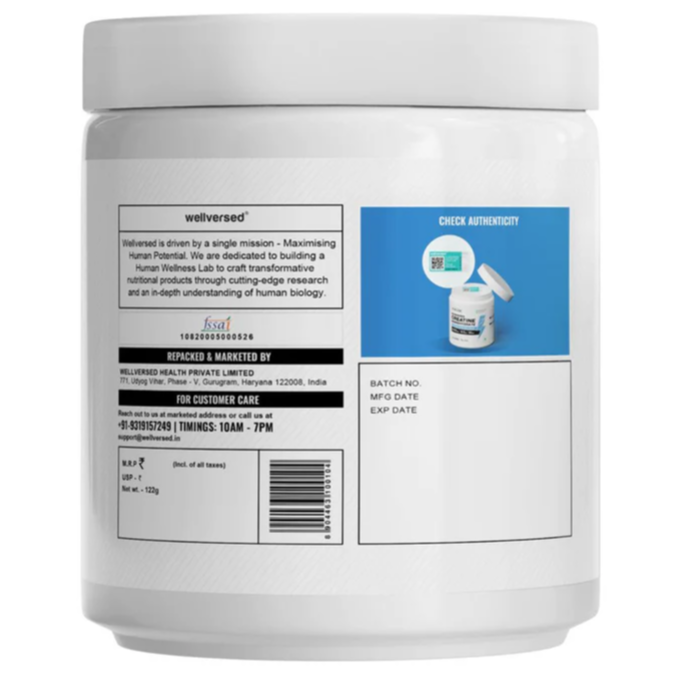 wellversed®
Wellversed is driven by a single mission - Maximising
Human Potential. We are dedicated to building a
Human Wellness Lab to craft transformative
nutritional products through cutting-edge research
and an in-depth understanding of human biology.
fssai
10820005000526
REPACKED & MARKETED BY
WELLVERSED HEALTH PRIVATE LIMITED
771, Udyog Vihar, Phase - V, Gurugram, Haryana 122008, India
FOR CUSTOMER CARE
Reach out to us at marketed address or call us at
+91-9319157249 | TIMINGS: 10AM - 7PM
support@wellversed.in
M.R.P ₹ (Incl. of all taxes)
USP - ₹
Net wt. - 122g
8904463100104
CHECK AUTHENTICITY
CREATINE
BATCH NO.
MFG DATE
EXP DATE